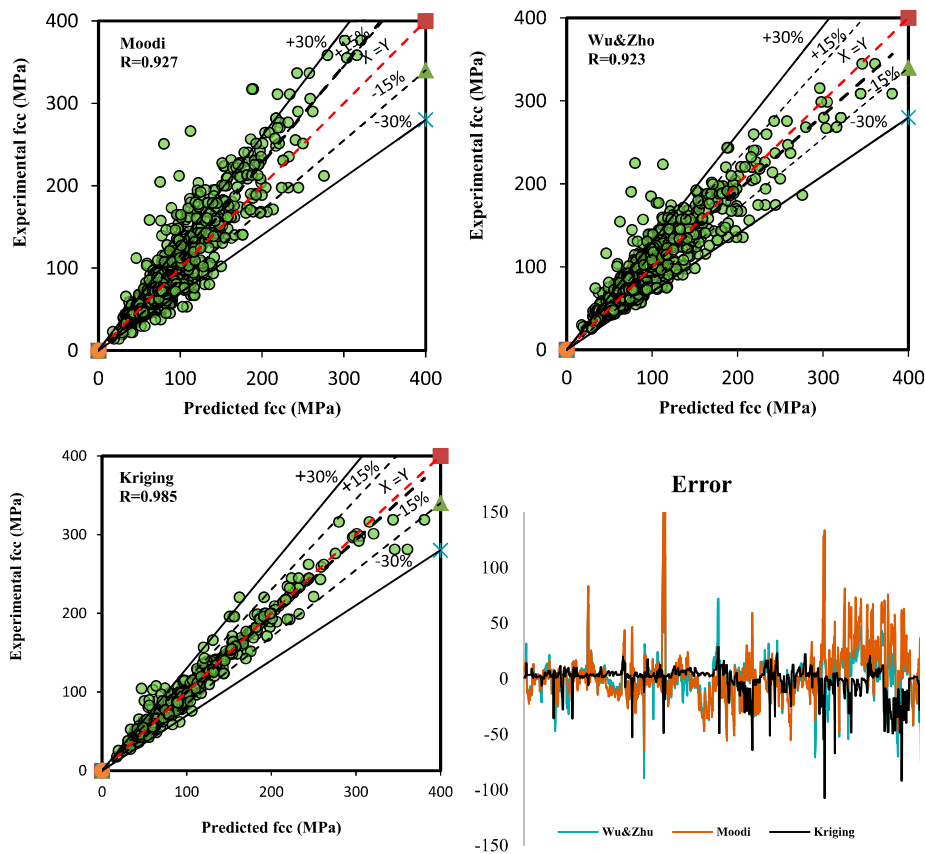 Moodi
R=0.927
+30%
+15%
X =Y
-15%
-30%
400
300
200
100
0
0
100
200
300
400
Experimental fcc (MPa)
Predicted fcc (MPa)
Wu&Zho
R=0.923
+30%
+15%
X =Y
-15%
-30%
400
300
200
100
0
0
100
200
300
400
Experimental fcc (MPa)
Predicted fcc (MPa)
Kriging
R=0.985
+30%
+15%
X =Y
-15%
-30%
400
300
200
100
0
0
100
200
300
400
Experimental fcc (MPa)
Predicted fcc (MPa)
Error
150
100
50
0
-50
-100
-150
Wu&Zhu
Moodi
Kriging